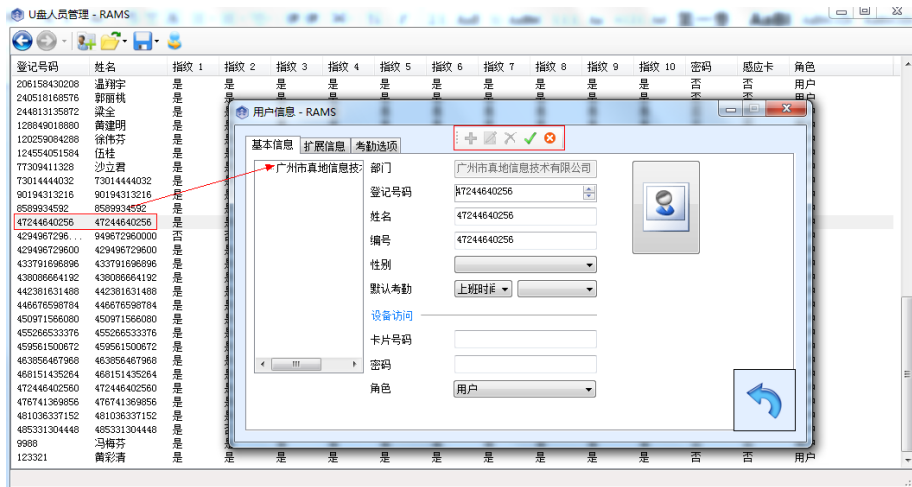 U盘人员管理 - RAMS
登记号码 姓名 指纹 1 指纹 2 指纹 3 指纹 4 指纹 5 指纹 6 指纹 7 指纹 8 指纹 9 指纹 10 密码 感应卡 角色
206158430208 温翔宇 是 是 是 是 是 是 是 是 是 是 否 否 用户
240518168576 郭丽桃 是
244813135872 梁全 是
128849018880 黄建明 是
120259084288 徐伟芬 是
124554051584 伍桂 是
77309411328 沙立君 是
73014444032 73014444032 是
90194313216 90194313216 是
8589934592 8589934592 是
47244640256 47244640256 是
4294967296... 949672960000 否
429496729600 429496729600 是
433791696896 433791696896 是
438086664192 438086664192 是
442381631488 442381631488 是
446676598784 446676598784 是
450971566080 450971566080 是
455266533376 455266533376 是
459561500672 459561500672 是
463856467968 463856467968 是
468151435264 468151435264 是
472446402560 472446402560 是
476741369856 476741369856 是
481036337152 481036337152 是
485331304448 485331304448 是
9988 冯梅芬 是
123321 黄彩清 是 是 是 是 是 是 是 是 是 是 否 否 用户
用户信息 - RAMS
基本信息 扩展信息 考勤选项
广州市真地信息技
部门 广州市真地信息技术有限公司
登记号码 47244640256
姓名 47244640256
编号 47244640256
性别
默认考勤 上班时间
设备访问
卡片号码
密码
角色 用户